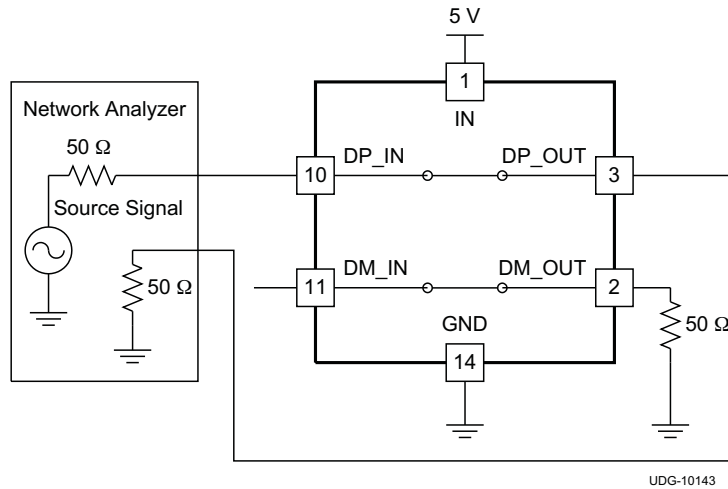 5 V
1
IN
Network Analyzer
50 Ω
Source Signal
50 Ω
10
DP_IN
DP_OUT
3
11
DM_IN
DM_OUT
2
50 Ω
GND
14
UDG-10143